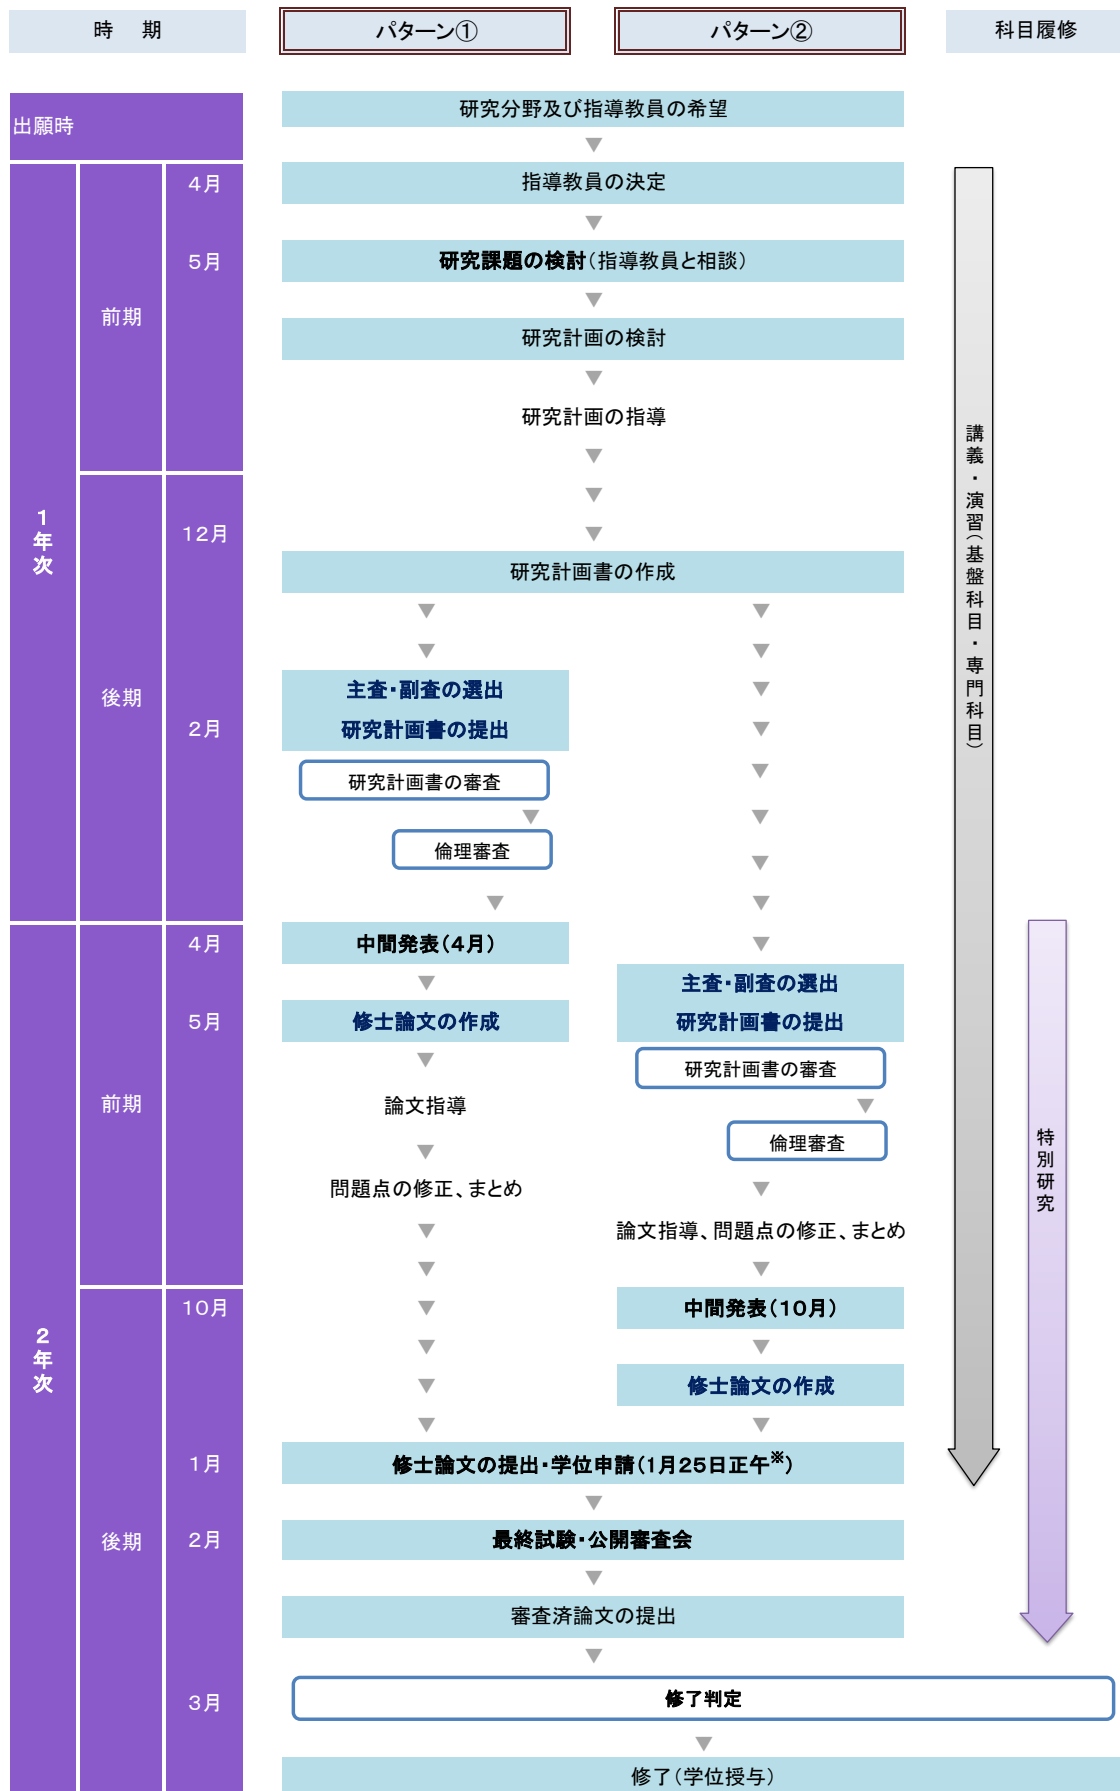 時　期
パターン①
パターン②
科目履修
出願時
研究分野及び指導教員の希望
▼
1年次
前期
4月
指導教員の決定
▼
5月
研究課題の検討(指導教員と相談)
▼
研究計画の検討
▼
研究計画の指導
▼
▼
後期
12月
▼
研究計画書の作成
▼
▼
▼
▼
主査・副査の選出
▼
2月
研究計画書の提出
▼
研究計画書の審査
▼
▼
▼
倫理審査
▼
▼
▼
講義・演習(基盤科目・専門科目)
2年次
前期
4月
中間発表(4月)
▼
▼
主査・副査の選出
5月
修士論文の作成
研究計画書の提出
▼
研究計画書の審査
論文指導
▼
▼
倫理審査
問題点の修正、まとめ
▼
▼
論文指導、問題点の修正、まとめ
▼
▼
特別研究
後期
10月
▼
中間発表(10月)
▼
▼
▼
修士論文の作成
▼
▼
1月
修士論文の提出・学位申請(1月25日正午※)
▼
2月
最終試験・公開審査会
▼
審査済論文の提出
▼
3月
修了判定
▼
修了(学位授与)